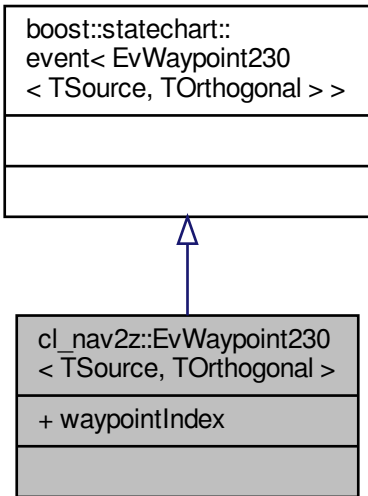 boost::statechart::
event< EvWaypoint230
< TSource, TOrthogonal > >
cl_nav2z::EvWaypoint230
< TSource, TOrthogonal >
+ waypointIndex